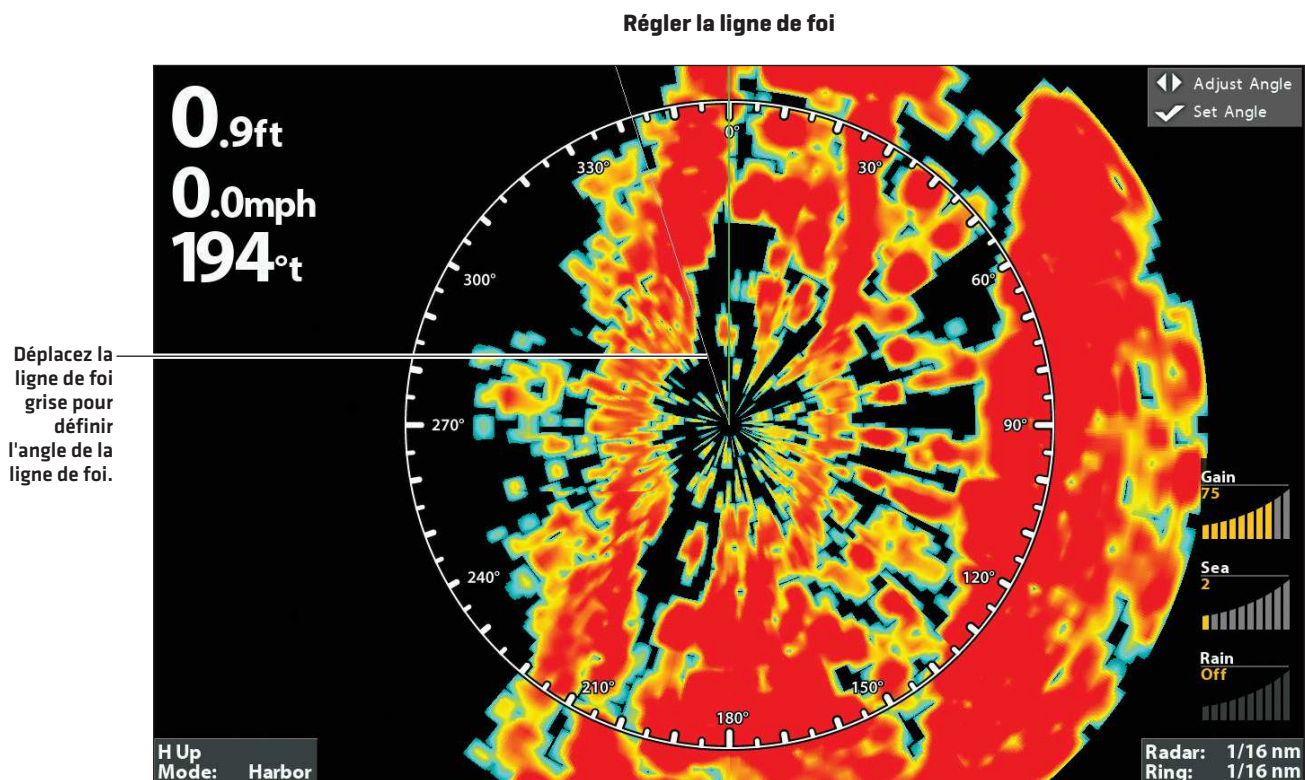 Régler la ligne de foi
0.9ft
0.0mph
194°t
Adjust Angle
Set Angle
Déplacez la
ligne de foi
grise pour
définir
l'angle de la
ligne de foi.
0°
30°
60°
90°
120°
150°
180°
210°
240°
270°
300°
330°
Gain
75
Sea
2
Rain
Off
H Up
Mode: Harbor
Radar: 1/16 nm
Ring: 1/16 nm